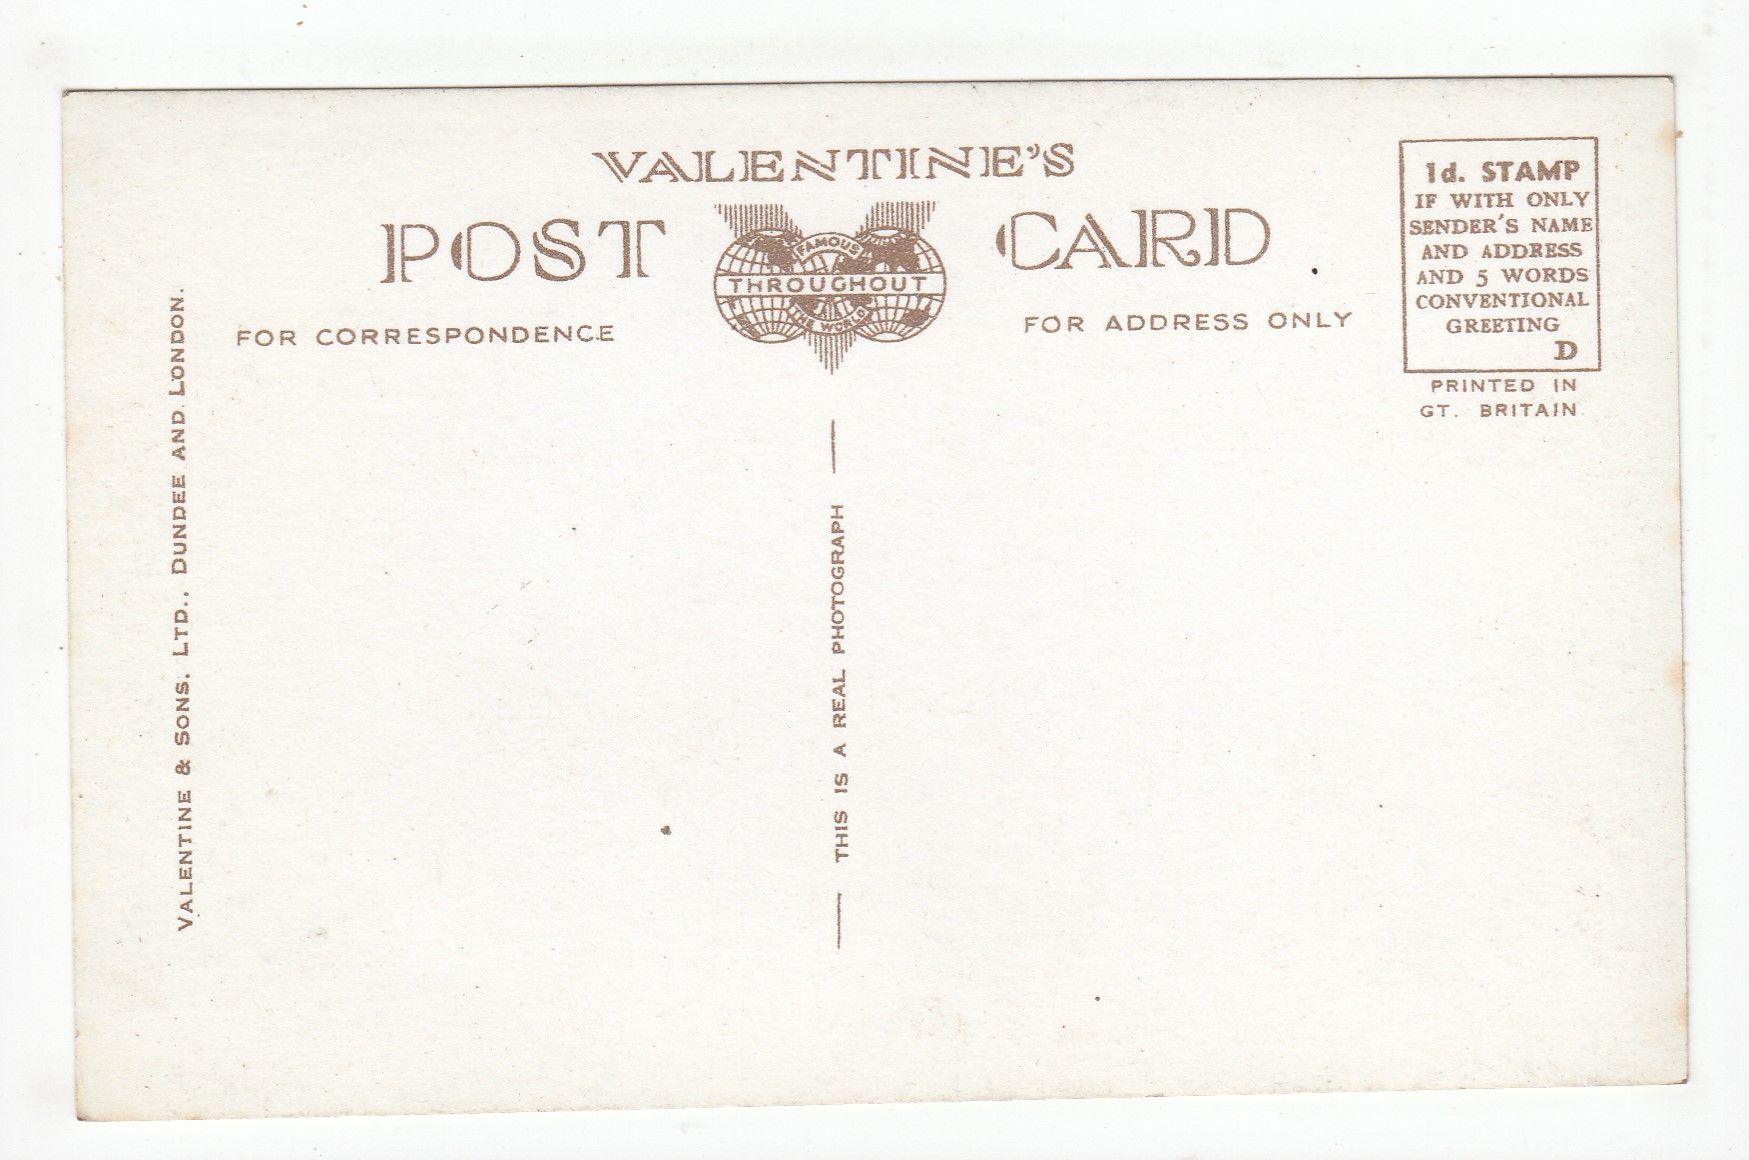 VALENTINE'S
POST CARD
FAMOUS
THROUGHOUT
THE WORLD
FOR CORRESPONDENCE
FOR ADDRESS ONLY
1d. STAMP
IF WITH ONLY
SENDER'S NAME
AND ADDRESS
AND 5 WORDS
CONVENTIONAL
GREETING
D
PRINTED IN
GT. BRITAIN.
VALENTINE & SONS. LTD., DUNDEE AND LONDON.
THIS IS A REAL PHOTOGRAPH